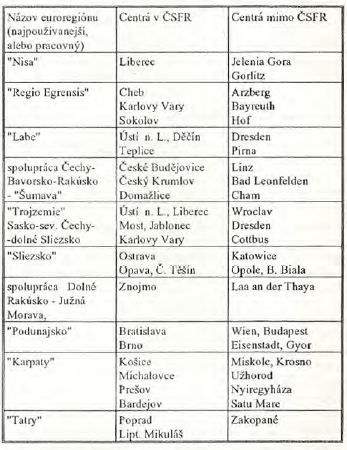 Názov euroregiónu Centrá v ČSFR Centrá mimo ČSFR
(najpoužívanejší,
alebo pracovný)
"Nisa" Liberec Jelenia Gora
Gorlitz
"Regio Egrensis" Cheb Arzberg
Karlovy Vary Bayreuth
Sokolov Hof
"Labe" Ústí n. L., Děčín Dresden
Teplice Pirna
spolupráca Čechy- České Budějovice Linz
Bavorsko-Rakúsko Český Krumlov Bad Leonfelden
- "Šumava" Domažlice Cham
"Trojzemie" Ústí n. L., Liberec Wroclav
Sasko-sev. Čechy- Most, Jablonec Dresden
-dolné Sliezsko Karlovy Vary Cottbus
"Sliezsko" Ostrava Katowice
Opava, Č. Těšín Opole, B. Biala
spolupráca Dolné Znojmo Laa an der Thaya
Rakúsko - Južná
Morava,
"Podunajsko" Bratislava Wien, Budapest
Brno Eisenstadt, Gyor
"Karpaty" Košice Miskolc, Krosno
Michalovce Užhorod
Prešov Nyiregyháza
Bardejov Satu Mare
"Tatry" Poprad Zakopané
Lipt. Mikuláš